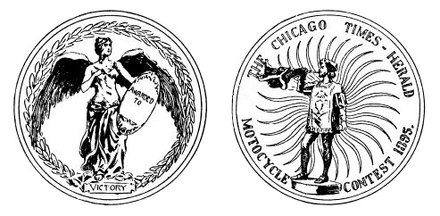 AWARDED
TO
VICTORY
THE CHICAGO TIMES-HERALD
MOTOCYCLE CONTEST 1895.